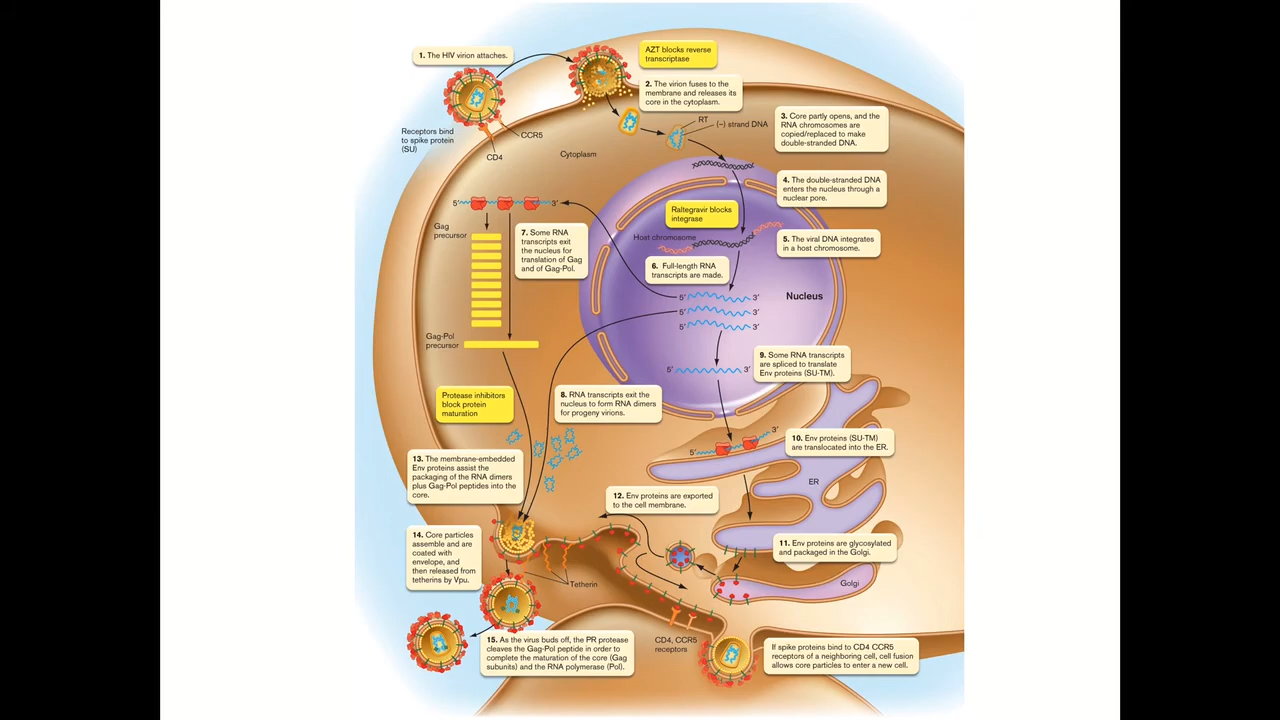 1. The HIV virion attaches.
AZT blocks reverse
transcriptase
2. The virion fuses to the
membrane and releases its
core in the cytoplasm.
3. Core partly opens, and the
RNA chromosomes are
copied/replaced to make
double-stranded DNA.
RT
(–) strand DNA
Receptors bind
to spike protein
(SU)
CCR5
CD4
Cytoplasm
4. The double-stranded DNA
enters the nucleus through a
nuclear pore.
Raltegravir blocks
integrase
Host chromosome
5. The viral DNA integrates
in a host chromosome.
6. Full-length RNA
transcripts are made.
5′ 3′
Gag
precursor
7. Some RNA
transcripts exit
the nucleus for
translation of Gag
and of Gag-Pol.
5′ 3′
5′ 3′
5′ 3′
Nucleus
Gag-Pol
precursor
5′ 3′
9. Some RNA transcripts
are spliced to translate
Env proteins (SU-TM).
Protease inhibitors
block protein
maturation
8. RNA transcripts exit the
nucleus to form RNA dimers
for progeny virions.
5′ 3′
10. Env proteins (SU-TM)
are translocated into the ER.
ER
13. The membrane-embedded
Env proteins assist the
packaging of the RNA dimers
plus Gag-Pol peptides into the
core.
12. Env proteins are exported
to the cell membrane.
11. Env proteins are glycosylated
and packaged in the Golgi.
Golgi
14. Core particles
assemble and are
coated with
envelope, and
then released from
tetherins by Vpu.
Tetherin
15. As the virus buds off, the PR protease
cleaves the Gag-Pol peptide in order to
complete the maturation of the core (Gag
subunits) and the RNA polymerase (Pol).
CD4, CCR5
receptors
If spike proteins bind to CD4 CCR5
receptors of a neighboring cell, cell fusion
allows core particles to enter a new cell.